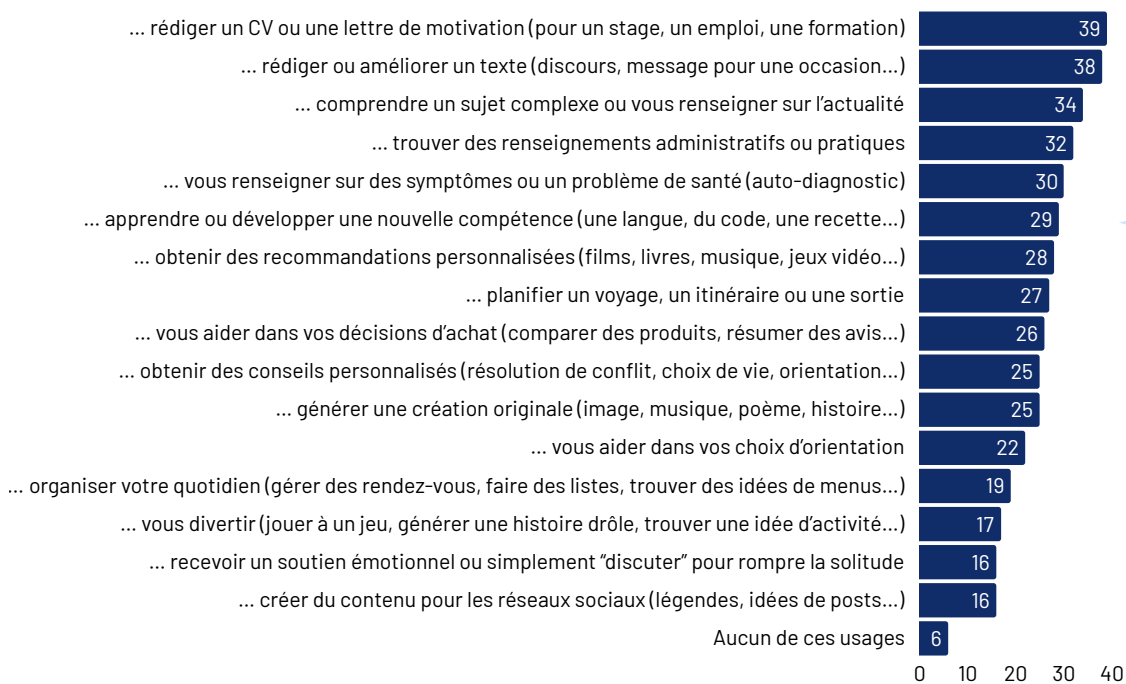 ... rédiger un CV ou une lettre de motivation (pour un stage, un emploi, une formation) 39
... rédiger ou améliorer un texte (discours, message pour une occasion...) 38
... comprendre un sujet complexe ou vous renseigner sur l’actualité 34
... trouver des renseignements administratifs ou pratiques 32
... vous renseigner sur des symptômes ou un problème de santé (auto-diagnostic) 30
... apprendre ou développer une nouvelle compétence (une langue, du code, une recette...) 29
... obtenir des recommandations personnalisées (films, livres, musique, jeux vidéo...) 28
... planifier un voyage, un itinéraire ou une sortie 27
... vous aider dans vos décisions d’achat (comparer des produits, résumer des avis...) 26
... obtenir des conseils personnalisés (résolution de conflit, choix de vie, orientation...) 25
... générer une création originale (image, musique, poème, histoire...) 25
... vous aider dans vos choix d’orientation 22
... organiser votre quotidien (gérer des rendez-vous, faire des listes, trouver des idées de menus...) 19
... vous divertir (jouer à un jeu, générer une histoire drôle, trouver une idée d’activité...) 17
... recevoir un soutien émotionnel ou simplement “discuter” pour rompre la solitude 16
... créer du contenu pour les réseaux sociaux (légendes, idées de posts...) 16
Aucun de ces usages 6
0 10 20 30 40